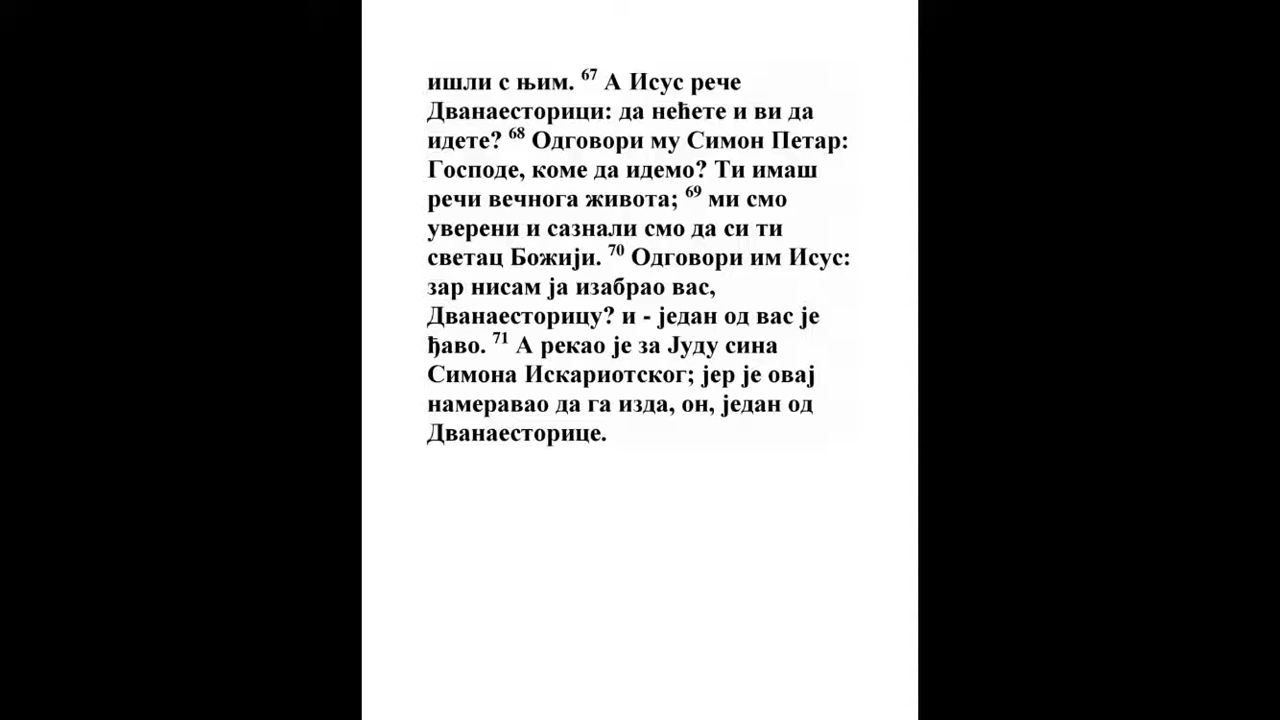 ишли с њим. 67 А Исус рече
Дванаесторици: да нећете и ви да
идете? 68 Одговори му Симон Петар:
Господе, коме да идемо? Ти имаш
речи вечнога живота; 69 ми смо
уверени и сазнали смо да си ти
светац Божији. 70 Одговори им Исус:
зар нисам ја изабрао вас,
Дванаесторицу? и - један од вас је
ђаво. 71 А рекао је за Јуду сина
Симона Искариотског; јер је овај
намеравао да га изда, он, један од
Дванаесторице.